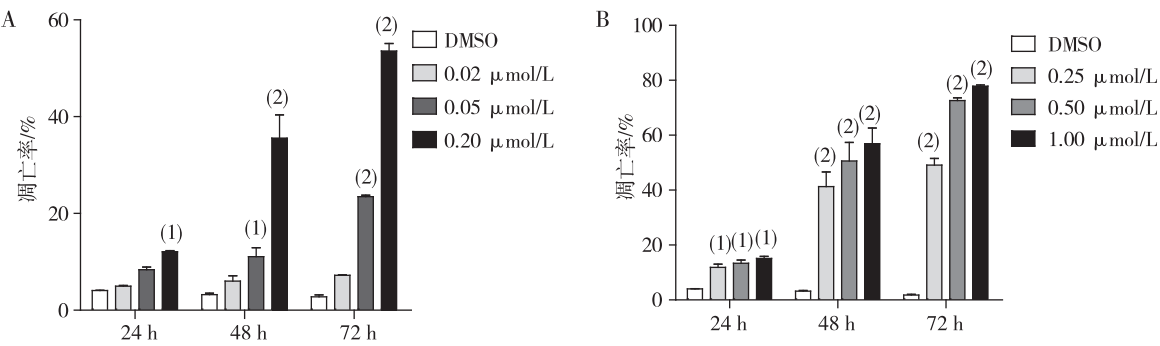 A
60
40
20
0
凋亡率/%
(1)
(1)
(2)
(2)
(2)
24 h
48 h
72 h
DMSO
0.02 μmol/L
0.05 μmol/L
0.20 μmol/L
B
100
80
60
40
20
0
凋亡率/%
(1)(1)(1)
(2)(2)(2)
(2)(2)(2)
24 h
48 h
72 h
DMSO
0.25 μmol/L
0.50 μmol/L
1.00 μmol/L